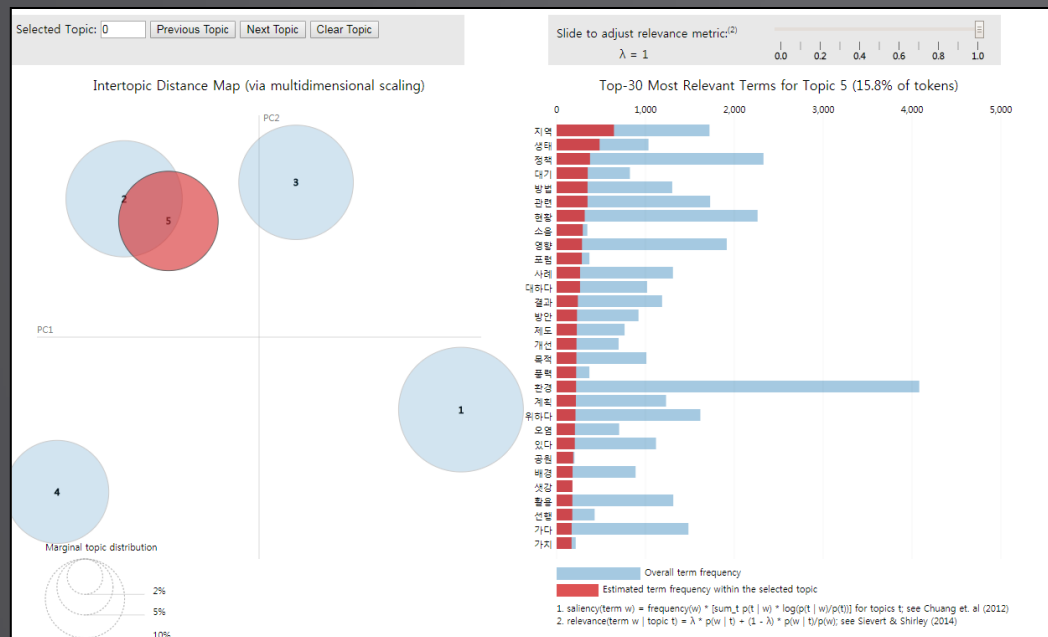 Selected Topic: 0 Previous Topic Next Topic Clear Topic
Slide to adjust relevance metric:(2)
λ = 1
0.0 0.2 0.4 0.6 0.8 1.0
Intertopic Distance Map (via multidimensional scaling)
PC2
PC1
2
5
3
1
4
Marginal topic distribution
2%
5%
10%
Top-30 Most Relevant Terms for Topic 5 (15.8% of tokens)
0 1,000 2,000 3,000 4,000 5,000
지역
생태
정책
대기
방법
관련
현황
소음
영향
포럼
사례
대하다
결과
방안
제도
개선
목적
풍력
환경
계획
위하다
오염
있다
공원
배경
샛강
활용
선행
가다
가치
Overall term frequency
Estimated term frequency within the selected topic
1. saliency(term w) = frequency(w) * [sum_t p(t | w) * log(p(t | w)/p(t))] for topics t; see Chuang et. al (2012)
2. relevance(term w | topic t) = λ * p(w | t) + (1 - λ) * p(w | t)/p(w); see Sievert & Shirley (2014)